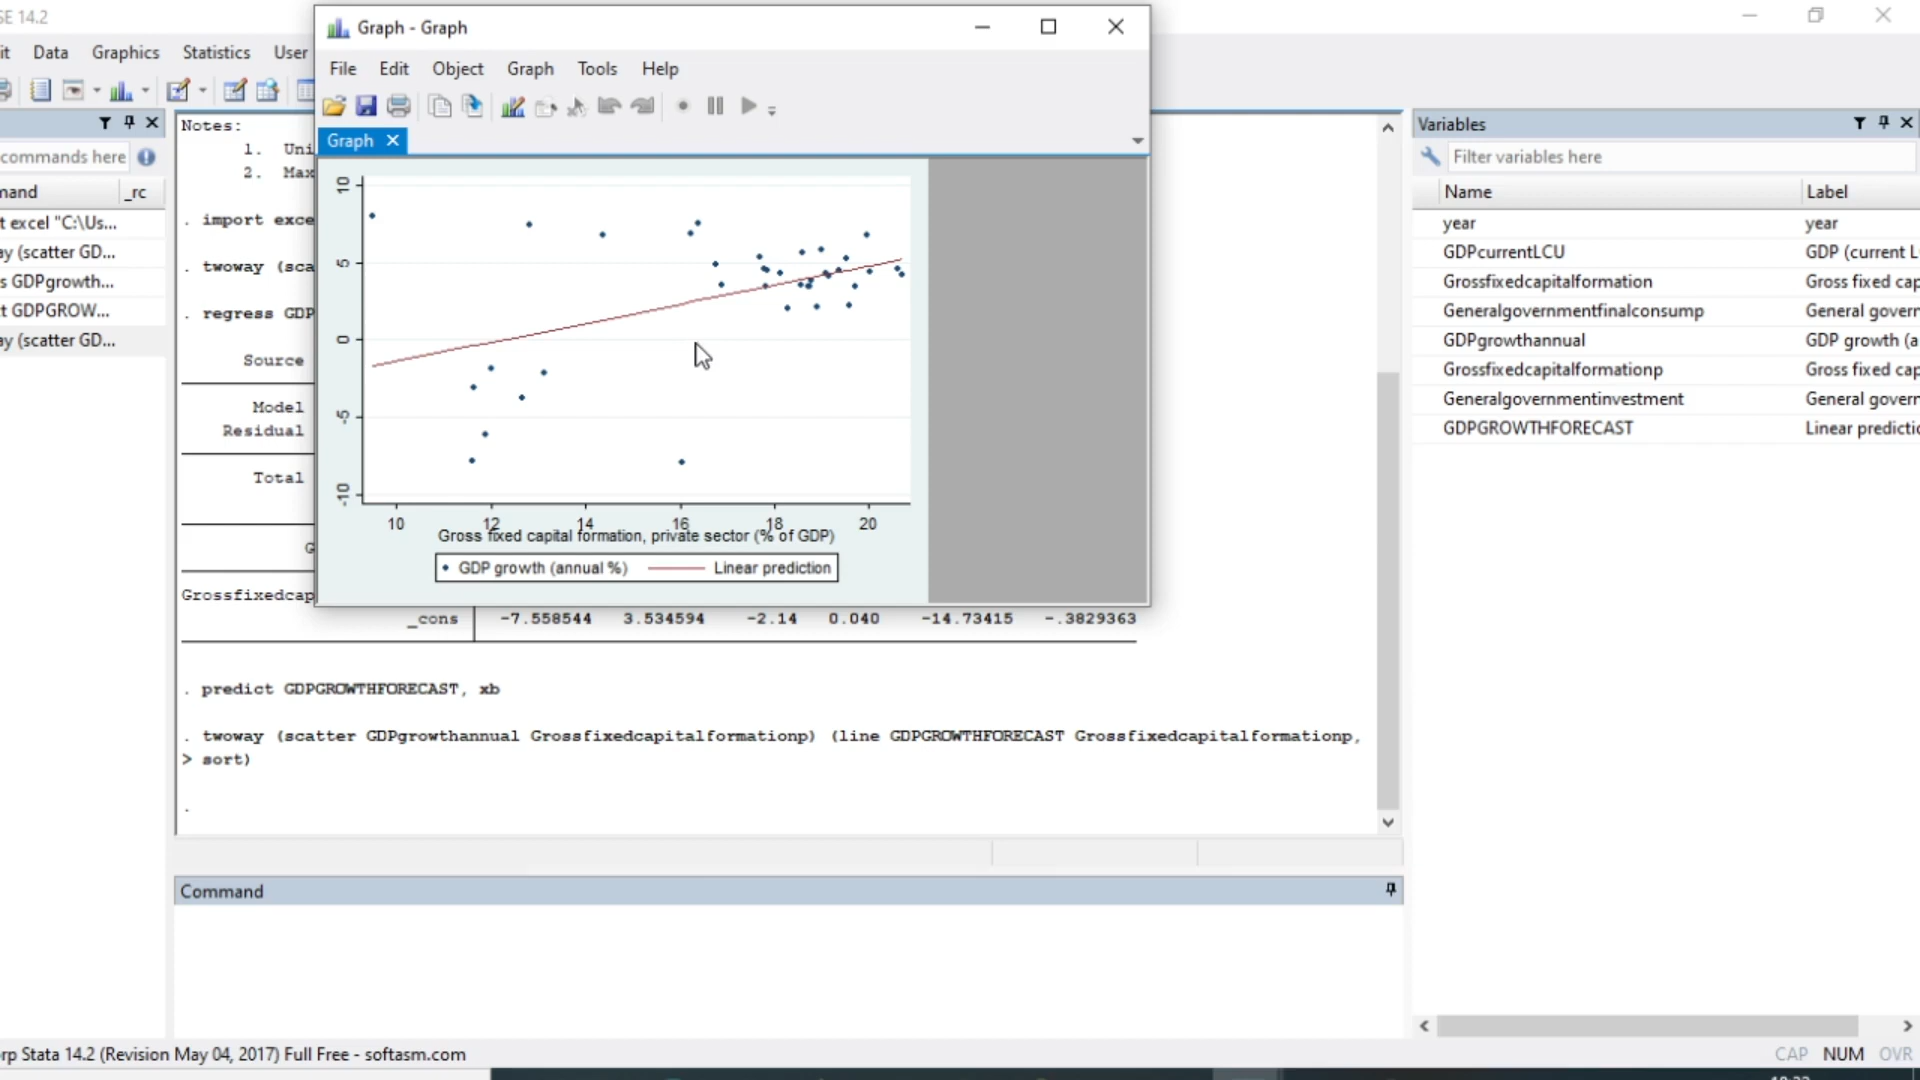 SE 14.2
it Data Graphics Statistics User
commands here
mand _rc
t excel "C:\Us...
ay (scatter GD...
s GDPgrowth...
t GDPGROW...
ay (scatter GD...
Notes:
1. Uni
2. Max
. import exce
. twoway (sca
. regress GDP
Source
Model
Residual
Total
G
Grossfixedcap
_cons -7.558544 3.534594 -2.14 0.040 -14.73415 -.3829363
. predict GDPGROWTHFORECAST, xb
. twoway (scatter GDPgrowthannual Grossfixedcapitalformationp) (line GDPGROWTHFORECAST Grossfixedcapitalformationp,
> sort)
.
Graph - Graph
File Edit Object Graph Tools Help
Graph
10
5
0
-5
-10
10 12 14 16 18 20
Gross fixed capital formation, private sector (% of GDP)
GDP growth (annual %) Linear prediction
Command
Variables
Filter variables here
Name Label
year year
GDPcurrentLCU GDP (current L
Grossfixedcapitalformation Gross fixed cap
Generalgovernmentfinalconsump General govern
GDPgrowthannual GDP growth (a
Grossfixedcapitalformationp Gross fixed cap
Generalgovernmentinvestment General govern
GDPGROWTHFORECAST Linear predictio
rp Stata 14.2 (Revision May 04, 2017) Full Free - softasm.com
CAP NUM OVR